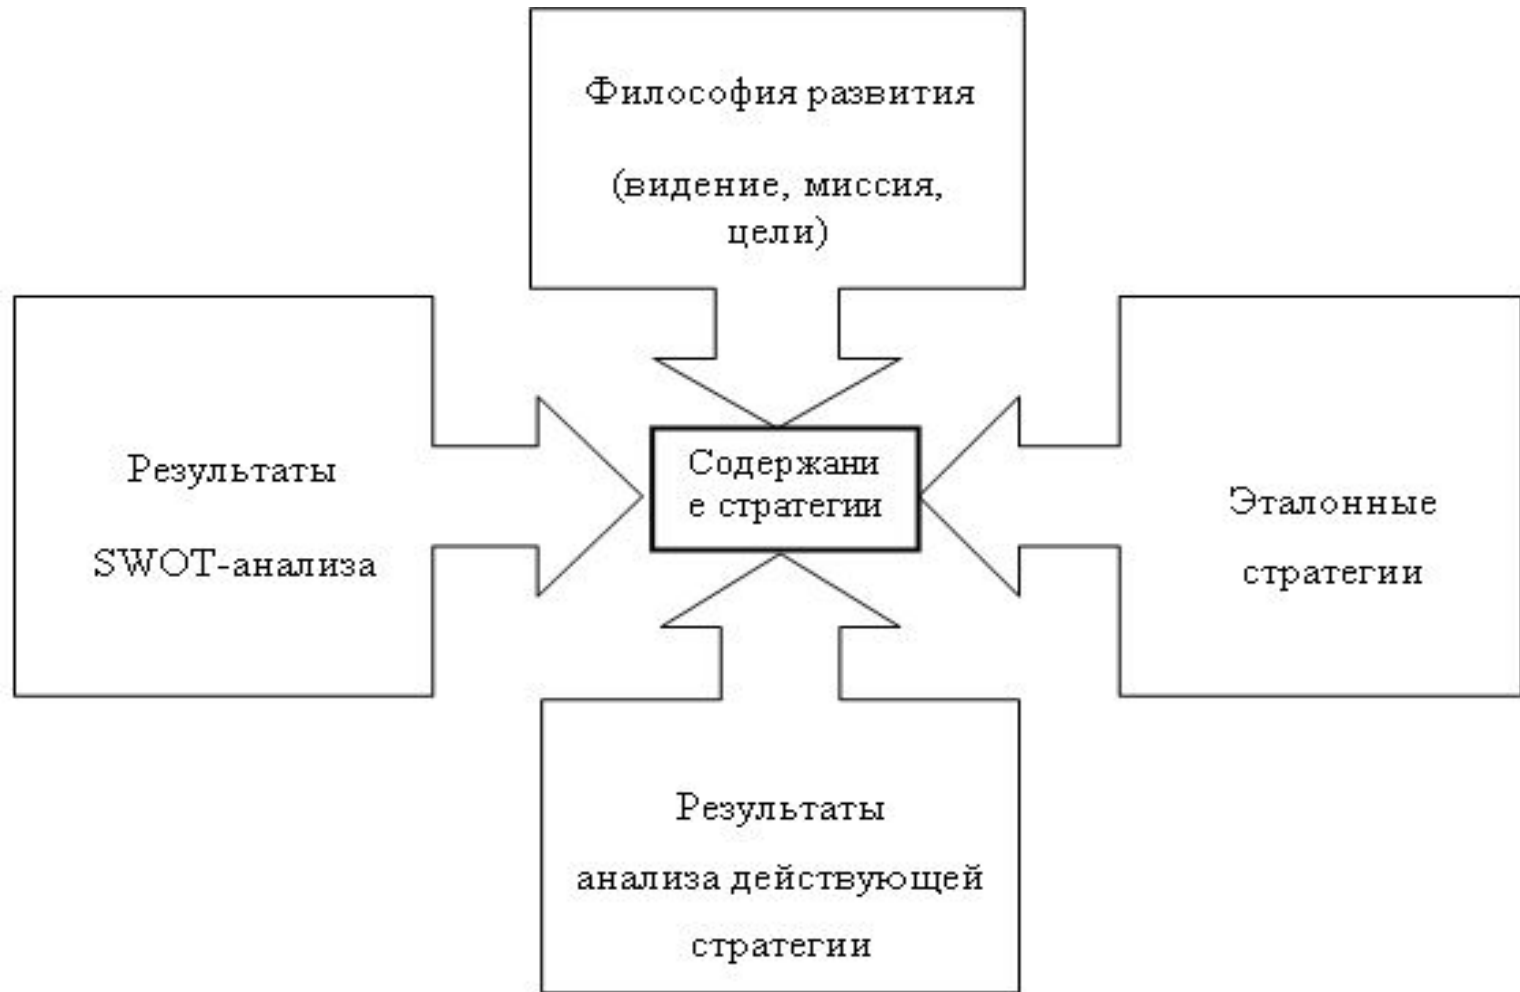 Философия развития
(видение, миссия,
цели)
Результаты
SWOT-анализа
Содержани
е стратегии
Эталонные
стратегии
Результаты
анализа действующей
стратегии